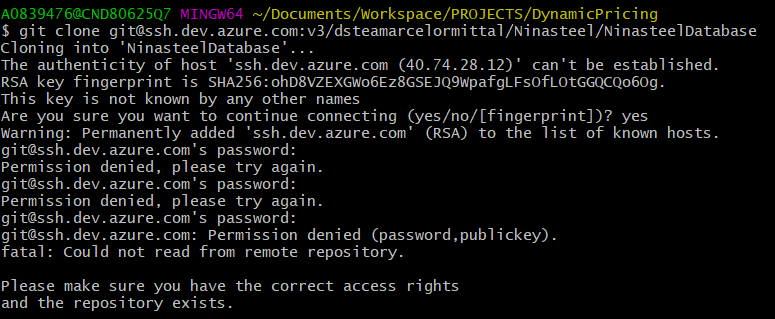 A0839476@CND80625Q7 MINGW64 ~/Documents/Workspace/PROJECTS/DynamicPricing
$ git clone git@ssh.dev.azure.com:v3/dsteamarcelormittal/Ninasteel/NinasteelDatabase
Cloning into 'NinasteelDatabase'...
The authenticity of host 'ssh.dev.azure.com (40.74.28.12)' can't be established.
RSA key fingerprint is SHA256:ohD8VZEXGWo6Ez8GSEJQ9WpafgLFsOfLOtGGQCQo6Og.
This key is not known by any other names
Are you sure you want to continue connecting (yes/no/[fingerprint])? yes
Warning: Permanently added 'ssh.dev.azure.com' (RSA) to the list of known hosts.
git@ssh.dev.azure.com's password:
Permission denied, please try again.
git@ssh.dev.azure.com's password:
Permission denied, please try again.
git@ssh.dev.azure.com's password:
git@ssh.dev.azure.com: Permission denied (password,publickey).
fatal: Could not read from remote repository.

Please make sure you have the correct access rights
and the repository exists.